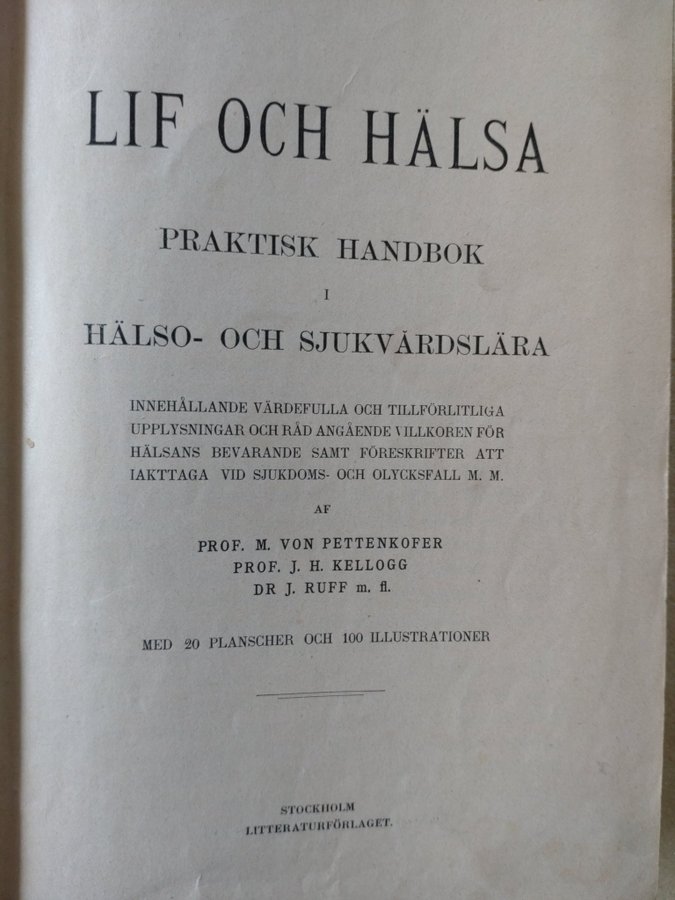 LIF OCH HÄLSA
PRAKTISK HANDBOK
I
HÄLSO- OCH SJUKVÅRDSLÄRA
INNEHÅLLANDE VÄRDEFULLA OCH TILLFÖRLITLIGA
UPPLYSNINGAR OCH RÅD ANGÅENDE VILLKOREN FÖR
HÄLSANS BEVARANDE SAMT FÖRESKRIFTER ATT
IAKTTAGA VID SJUKDOMS- OCH OLYCKSFALL M. M.
AF
PROF. M. VON PETTENKOFER
PROF. J. H. KELLOGG
DR J. RUFF m. fl.
MED 20 PLANSCHER OCH 100 ILLUSTRATIONER
STOCKHOLM
LITTERATURFÖRLAGET.